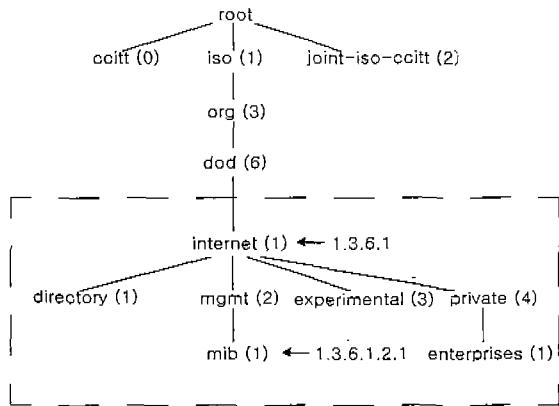 root
ccitt (0) iso (1) joint-iso-ccitt (2)
org (3)
dod (6)
internet (1) ← 1.3.6.1
directory (1) mgmt (2) experimental (3) private (4)
mib (1) ← 1.3.6.1.2.1 enterprises (1)